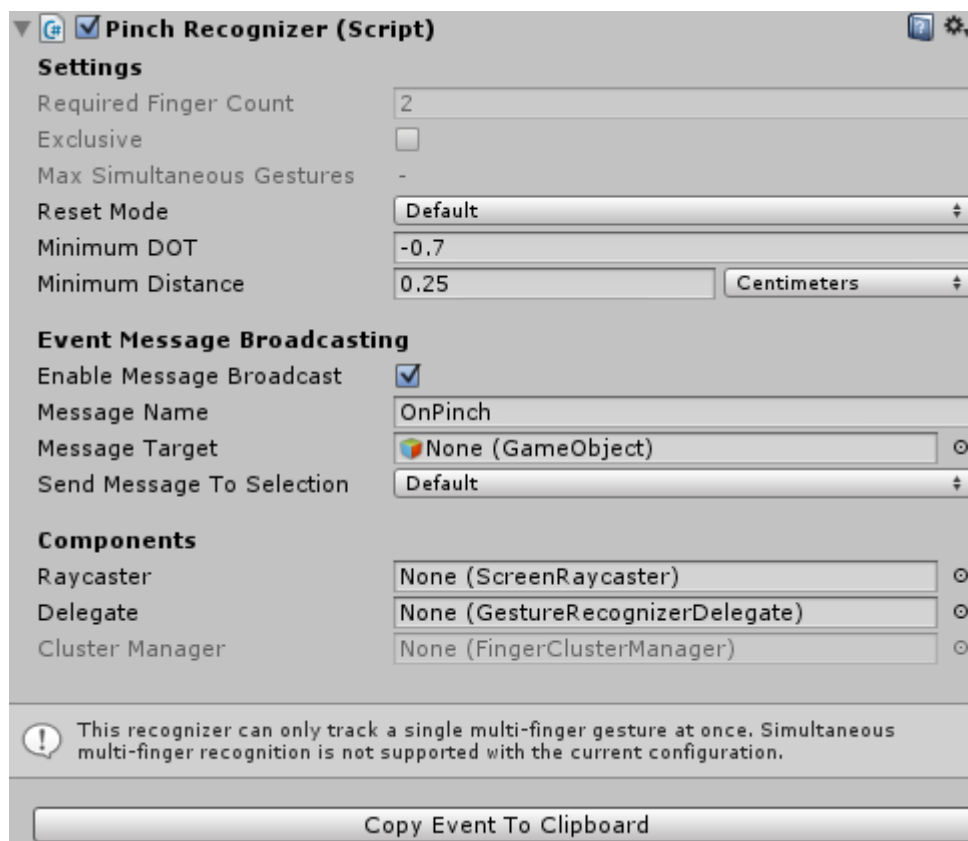 Pinch Recognizer (Script)
Settings
Required Finger Count 2
Exclusive
Max Simultaneous Gestures -
Reset Mode Default
Minimum DOT -0.7
Minimum Distance 0.25 Centimeters
Event Message Broadcasting
Enable Message Broadcast
Message Name OnPinch
Message Target None (GameObject)
Send Message To Selection Default
Components
Raycaster None (ScreenRaycaster)
Delegate None (GestureRecognizerDelegate)
Cluster Manager None (FingerClusterManager)
This recognizer can only track a single multi-finger gesture at once. Simultaneous
multi-finger recognition is not supported with the current configuration.
Copy Event To Clipboard